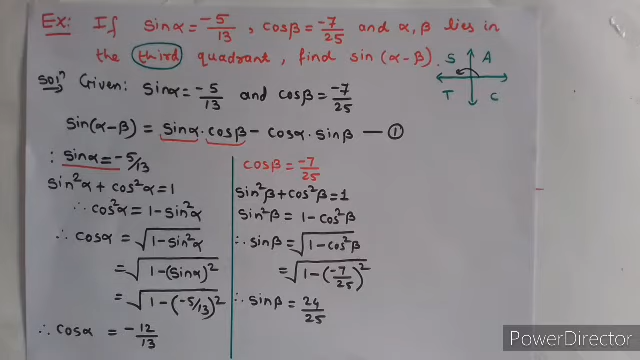 Ex: If sinα = -5/13, cosβ = -7/25 and α, β lies in
the third quadrant, find sin (α-β).
S A
T C
Solⁿ Given: sinα = -5/13 and cosβ = -7/25
sin(α-β) = sinα · cosβ - cosα · sinβ — ①
: sinα = -5/13
sin²α + cos²α = 1
∴ cos²α = 1 - sin²α
∴ cosα = √(1 - sin²α)
= √(1 - (sinα)²)
= √(1 - (-5/13)²)
∴ cosα = -12/13
cosβ = -7/25
sin²β + cos²β = 1
sin²β = 1 - cos²β
∴ sinβ = √(1 - cos²β)
= √(1 - (-7/25)²)
∴ sinβ = 24/25
PowerDirector